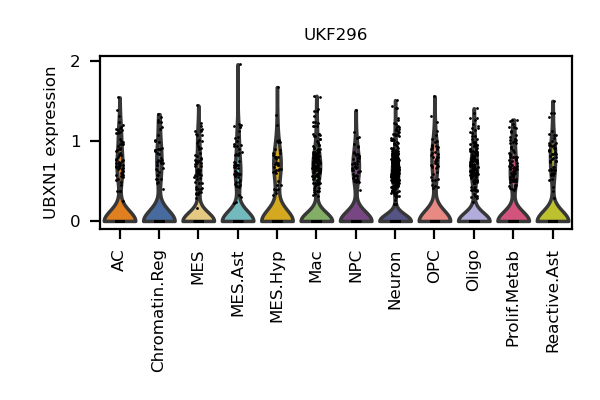 UKF296
UBXN1 expression
2
1
0
AC
Chromatin.Reg
MES
MES.Ast
MES.Hyp
Mac
NPC
Neuron
OPC
Oligo
Prolif.Metab
Reactive.Ast